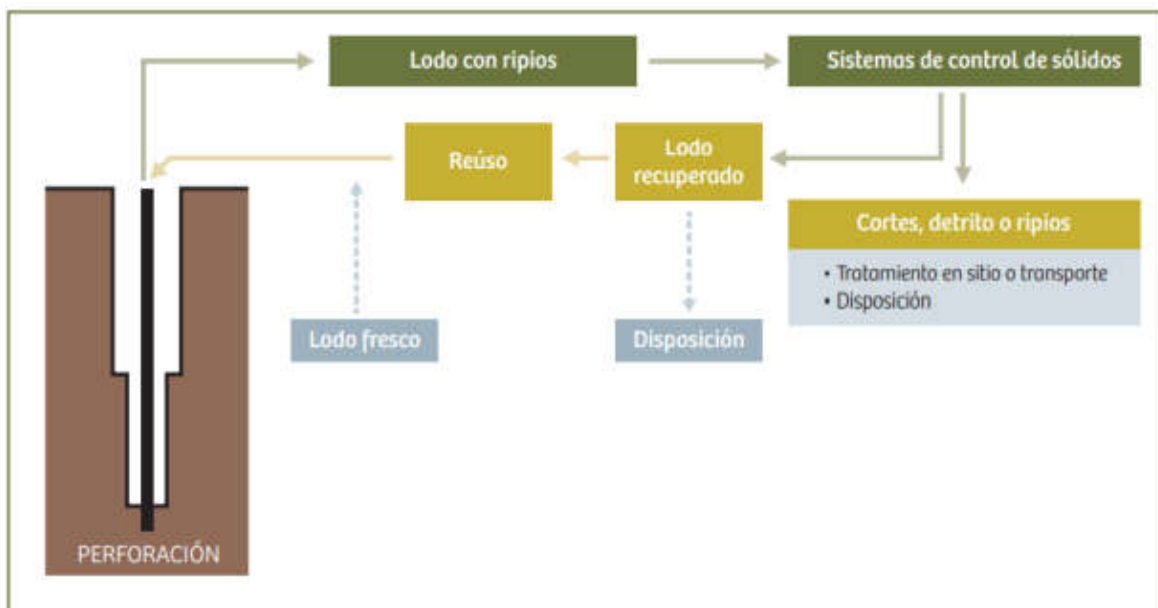 Lodo con ripios
Sistemas de control de sólidos
Reúso
Lodo
recuperado
Cortes, detrito o ripios
• Tratamiento en sitio o transporte
• Disposición
Lodo fresco
Disposición
PERFORACIÓN